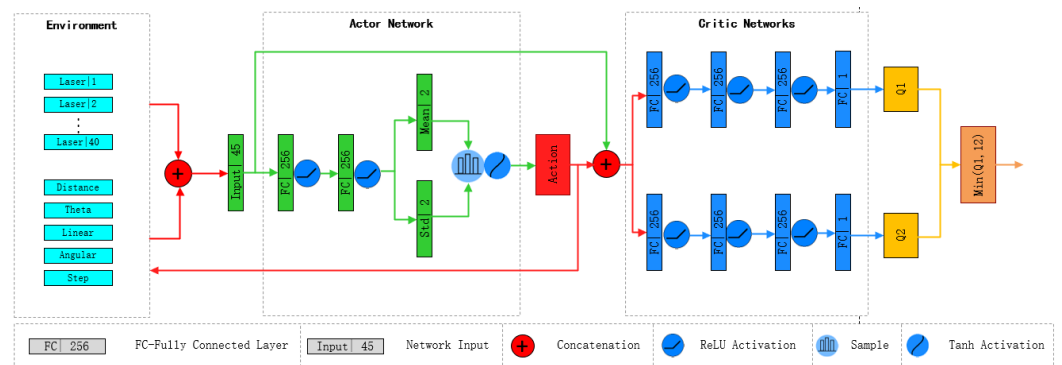 Environment
Actor Network
Critic Networks
Laser|1
Laser|2
Laser|40
Distance
Theta
Linear
Angular
Step
Input| 45
FC| 256
FC| 256
Mean| 2
Std| 2
Action
FC| 256
FC| 256
FC| 256
FC| 1
Q1
FC| 256
FC| 256
FC| 256
FC| 1
Q2
Min(Q1,12)
FC| 256
FC-Fully Connected Layer
Input| 45
Network Input
Concatenation
ReLU Activation
Sample
Tanh Activation